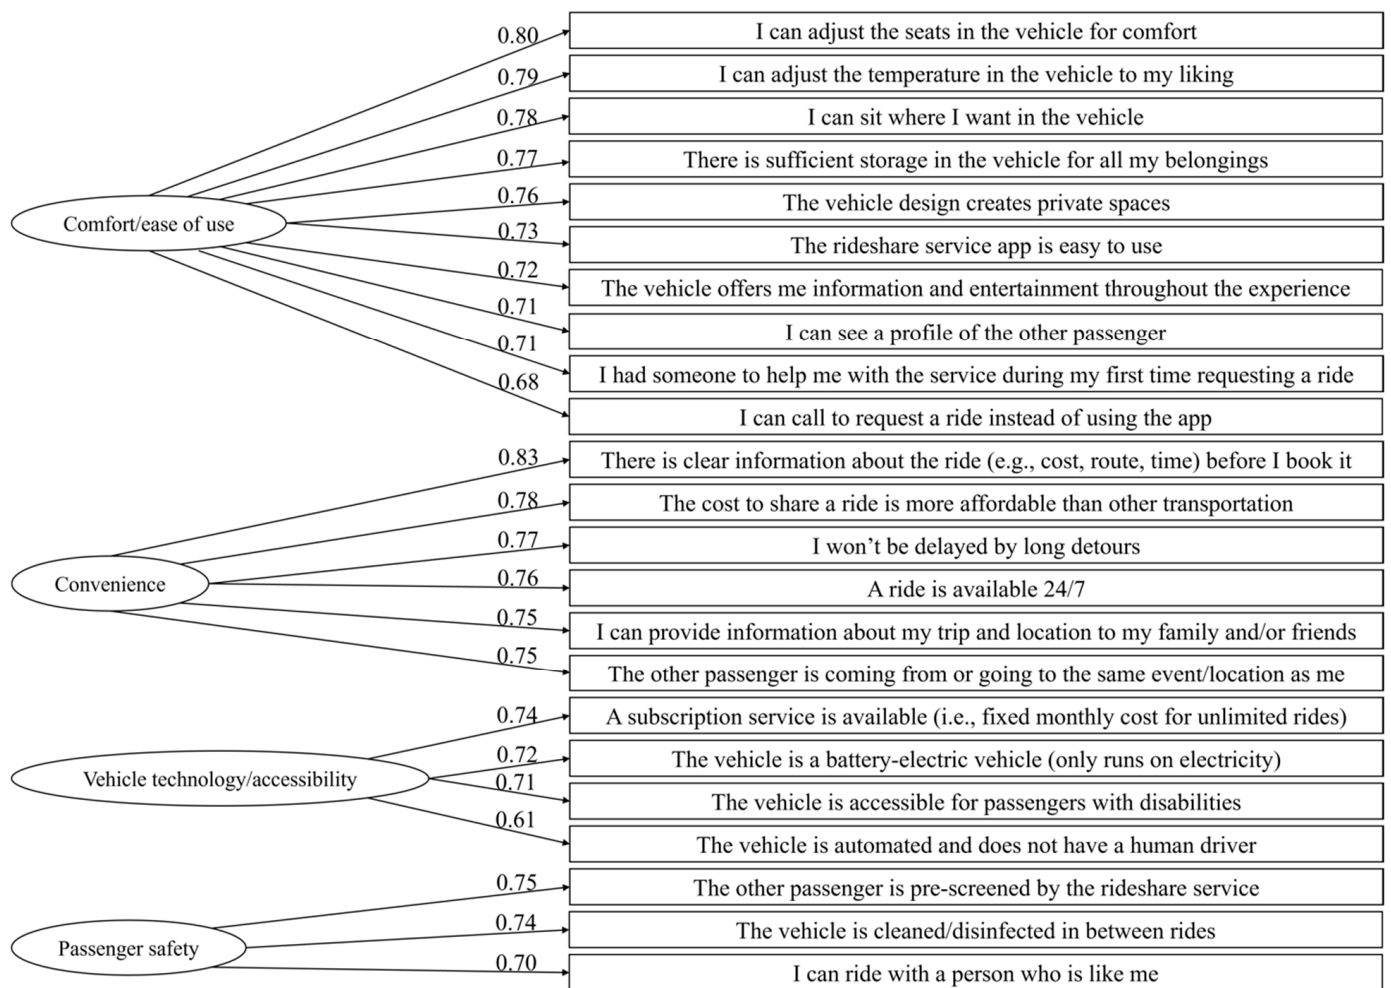 0.80 I can adjust the seats in the vehicle for comfort
0.79 I can adjust the temperature in the vehicle to my liking
0.78 I can sit where I want in the vehicle
0.77 There is sufficient storage in the vehicle for all my belongings
0.76 The vehicle design creates private spaces
Comfort/ease of use
0.73 The rideshare service app is easy to use
0.72 The vehicle offers me information and entertainment throughout the experience
0.71 I can see a profile of the other passenger
0.71 I had someone to help me with the service during my first time requesting a ride
0.68 I can call to request a ride instead of using the app
0.83 There is clear information about the ride (e.g., cost, route, time) before I book it
0.78 The cost to share a ride is more affordable than other transportation
0.77 I won’t be delayed by long detours
Convenience
0.76 A ride is available 24/7
0.75 I can provide information about my trip and location to my family and/or friends
0.75 The other passenger is coming from or going to the same event/location as me
0.74 A subscription service is available (i.e., fixed monthly cost for unlimited rides)
0.72 The vehicle is a battery-electric vehicle (only runs on electricity)
Vehicle technology/accessibility
0.71 The vehicle is accessible for passengers with disabilities
0.61 The vehicle is automated and does not have a human driver
0.75 The other passenger is pre-screened by the rideshare service
0.74 The vehicle is cleaned/disinfected in between rides
Passenger safety
0.70 I can ride with a person who is like me